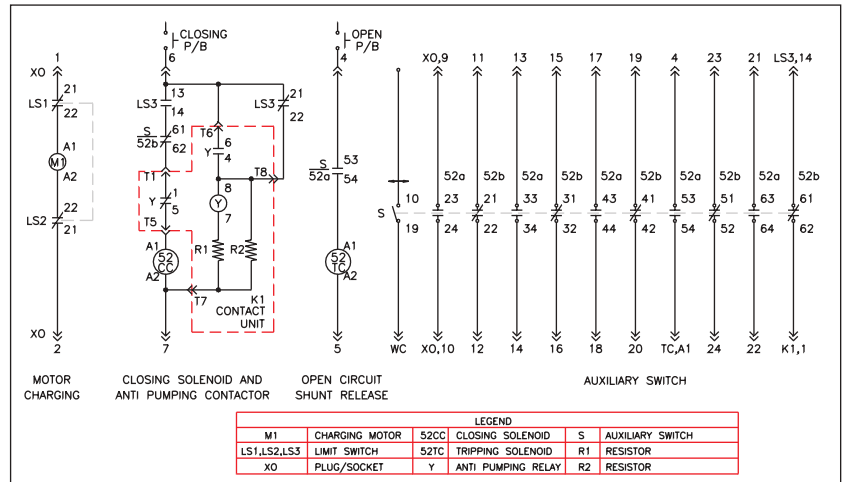 CLOSING
P/B
OPEN
P/B
1
6
4
XO,9
11
13
15
17
19
4
23
21
LS3,14
XO
21
LS1
22
A1
M1
A2
22
LS2
21
XO
2
13
LS3
14
S
52b
61
62
T1
Y
1
5
T5
A1
52
CC
A2
7
T6
6
Y
4
8
Y
7
R1
R2
T7
K1
CONTACT
UNIT
LS3
21
22
T8
S
52a
53
54
A1
52
TC
A2
5
S
10
19
WC
52a
52b
52a
52b
52a
52b
52a
52b
52a
52b
23
21
33
31
43
41
53
51
63
61
24
22
34
32
44
42
54
52
64
62
XO,10
12
14
16
18
20
TC,A1
24
22
K1,1
MOTOR
CHARGING
CLOSING SOLENOID AND
ANTI PUMPING CONTACTOR
OPEN CIRCUIT
SHUNT RELEASE
AUXILIARY SWITCH
LEGEND
M1 CHARGING MOTOR 52CC CLOSING SOLENOID S AUXILIARY SWITCH
LS1,LS2,LS3 LIMIT SWITCH 52TC TRIPPING SOLENOID R1 RESISTOR
XO PLUG/SOCKET Y ANTI PUMPING RELAY R2 RESISTOR